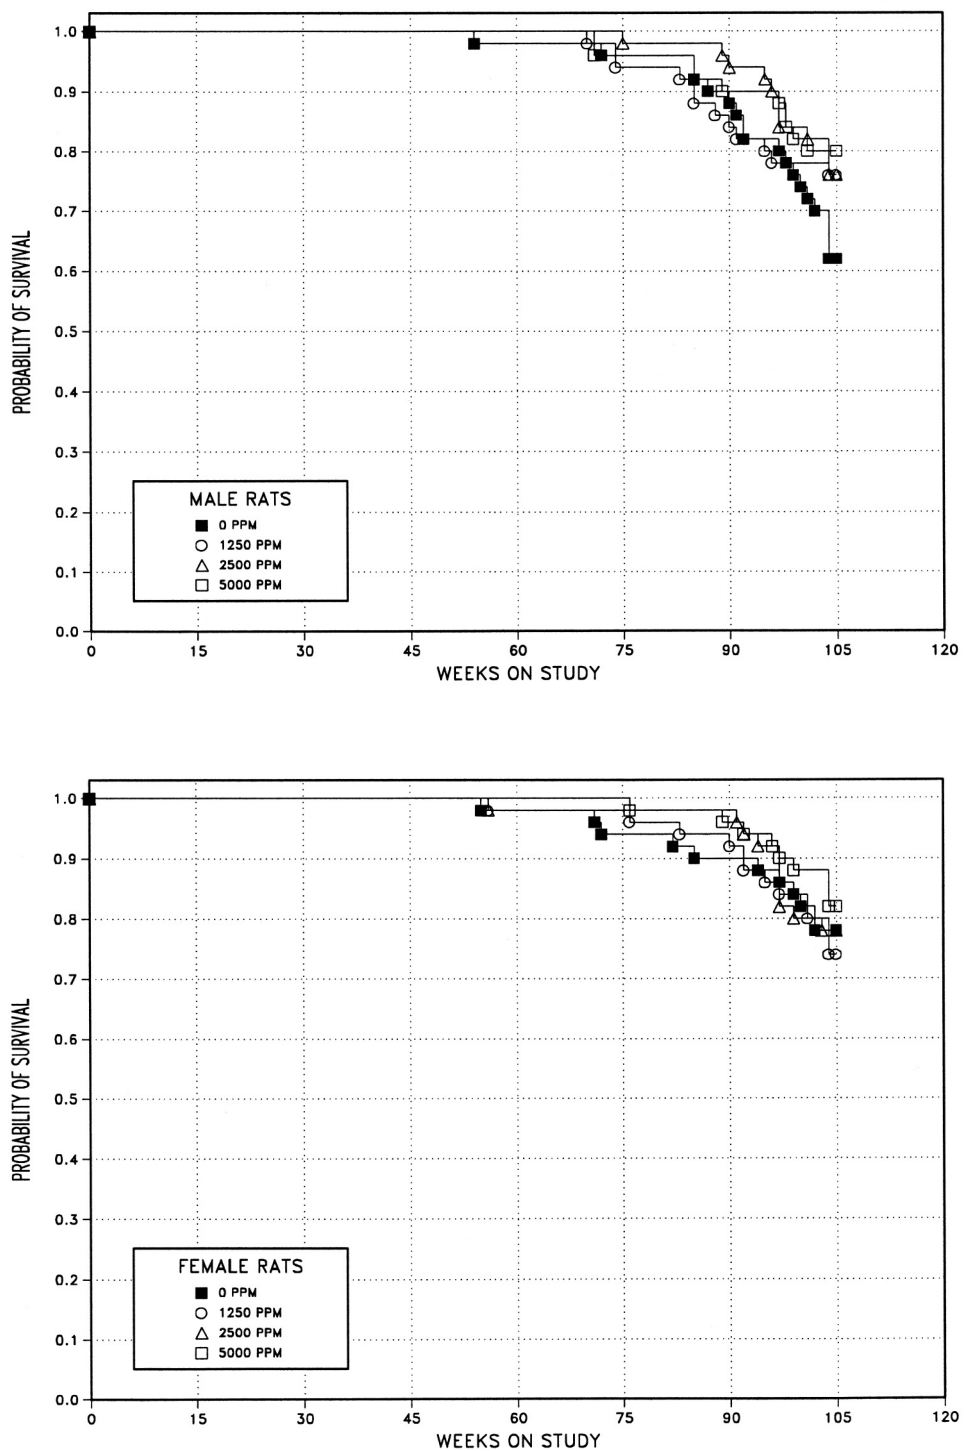 1.0
0.9
0.8
0.7
0.6
0.5
0.4
0.3
0.2
0.1
0.0
PROBABILITY OF SURVIVAL
MALE RATS
0 PPM
1250 PPM
2500 PPM
5000 PPM
0 15 30 45 60 75 90 105 120
WEEKS ON STUDY
1.0
0.9
0.8
0.7
0.6
0.5
0.4
0.3
0.2
0.1
0.0
PROBABILITY OF SURVIVAL
FEMALE RATS
0 PPM
1250 PPM
2500 PPM
5000 PPM
0 15 30 45 60 75 90 105 120
WEEKS ON STUDY